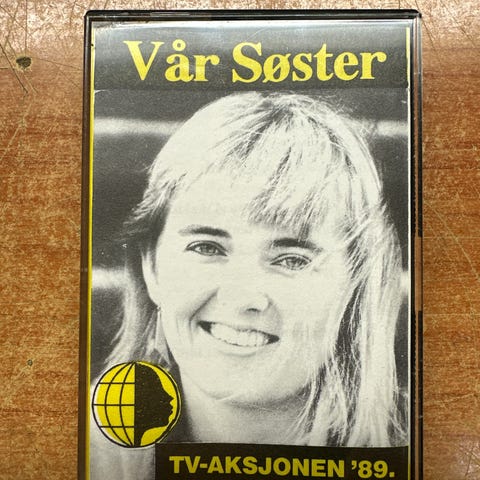 Vår Søster
TV-AKSJONEN '89.